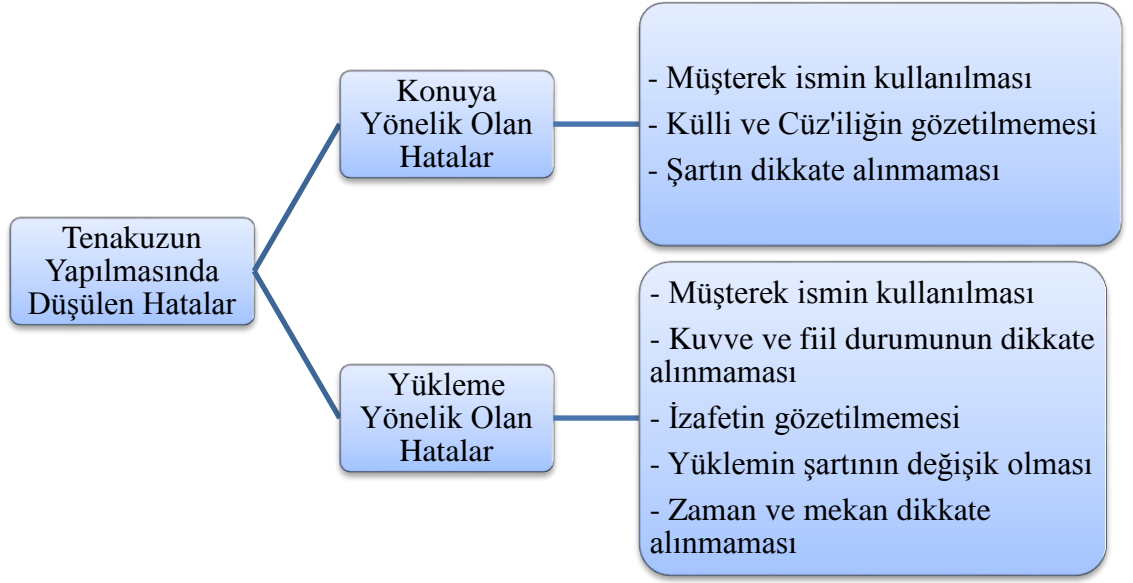 Tenakuzun
Yapılmasında
Düşülen Hatalar
Konuya
Yönelik Olan
Hatalar
- Müşterek ismin kullanılması
- Külli ve Cüz'iliğin gözetilmemesi
- Şartın dikkate alınmaması
Yükleme
Yönelik Olan
Hatalar
- Müşterek ismin kullanılması
- Kuvve ve fiil durumunun dikkate
alınmaması
- İzafetin gözetilmemesi
- Yüklemin şartının değişik olması
- Zaman ve mekan dikkate
alınmaması